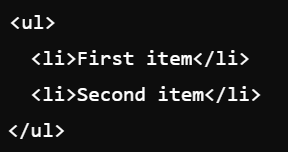 <ul>
  <li>First item</li>
  <li>Second item</li>
</ul>